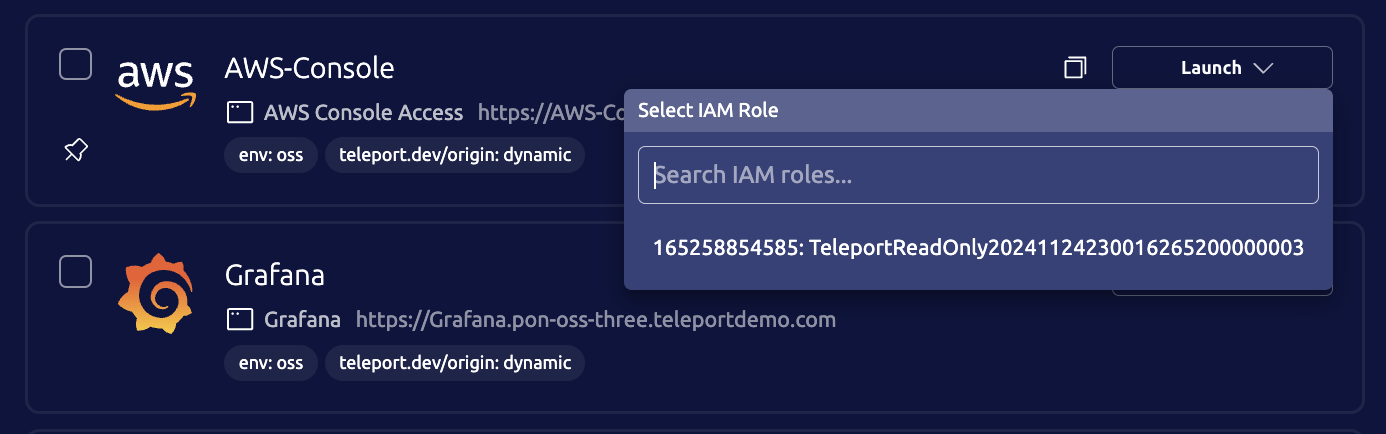 aws
AWS-Console
Launch
AWS Console Access https://AWS-Co
Select IAM Role
env: oss
teleport.dev/origin: dynamic
Search IAM roles...
165258854585: TeleportReadOnly20241124230016265200000003
Grafana
Grafana https://Grafana.pon-oss-three.teleportdemo.com
env: oss
teleport.dev/origin: dynamic